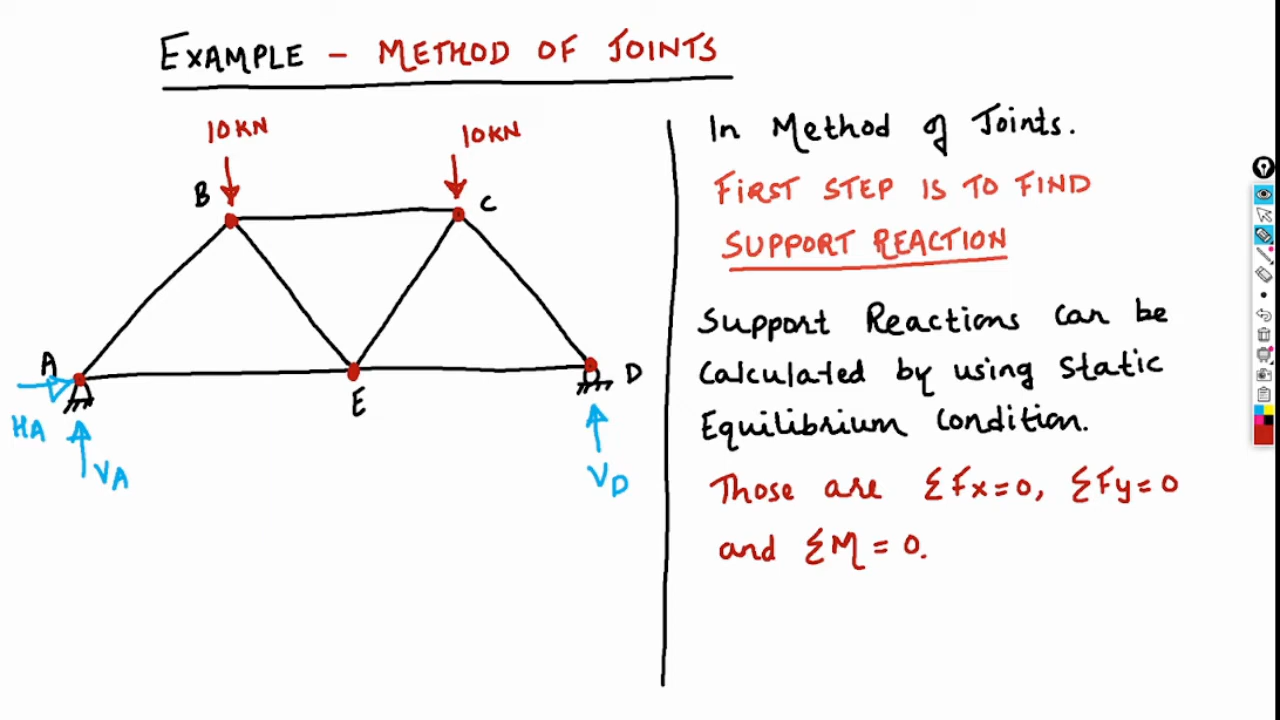 EXAMPLE - METHOD OF JOINTS
10KN
10KN
B
C
A
D
E
HA
VA
VD
In Method of Joints.
FIRST STEP IS TO FIND
SUPPORT REACTION
Support Reactions can be
calculated by using Static
Equilibrium Condition.
Those are ΣFx=0, ΣFy=0
and ΣM = 0.